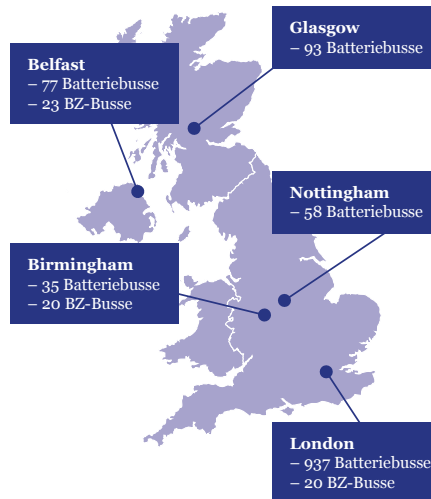 Glasgow
– 93 Batteriebusse
Belfast
– 77 Batteriebusse
– 23 BZ-Busse
Nottingham
– 58 Batteriebusse
Birmingham
– 35 Batteriebusse
– 20 BZ-Busse
London
– 937 Batteriebusse
– 20 BZ-Busse